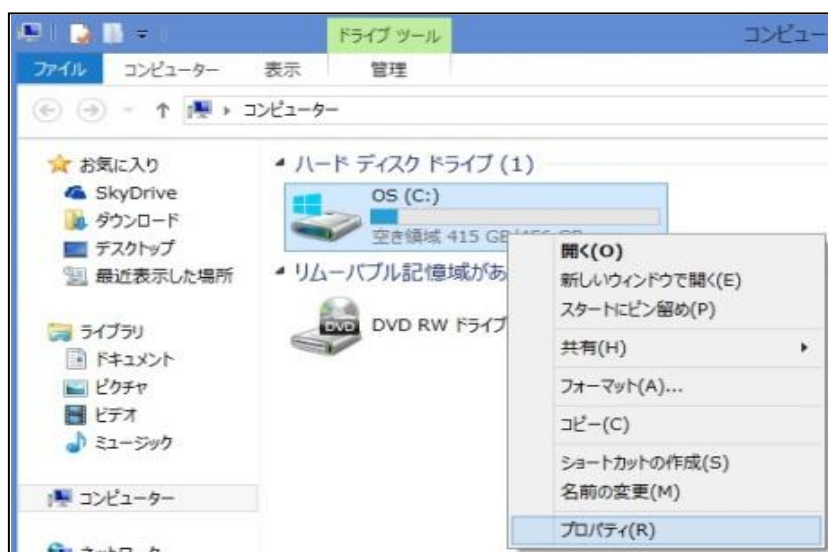 ドライブ ツール
コンピュー
ファイル コンピューター 表示 管理
コンピューター
お気に入り
SkyDrive
ダウンロード
デスクトップ
最近表示した場所
ライブラリ
ドキュメント
ピクチャ
ビデオ
ミュージック
コンピューター
ハード ディスク ドライブ (1)
OS (C:)
空き領域 415 GB/456 GB
リムーバブル記憶域があ
DVD
DVD RW ドライブ
開く(O)
新しいウィンドウで開く(E)
スタートにピン留め(P)
共有(H)
フォーマット(A)...
コピー(C)
ショートカットの作成(S)
名前の変更(M)
プロパティ(R)